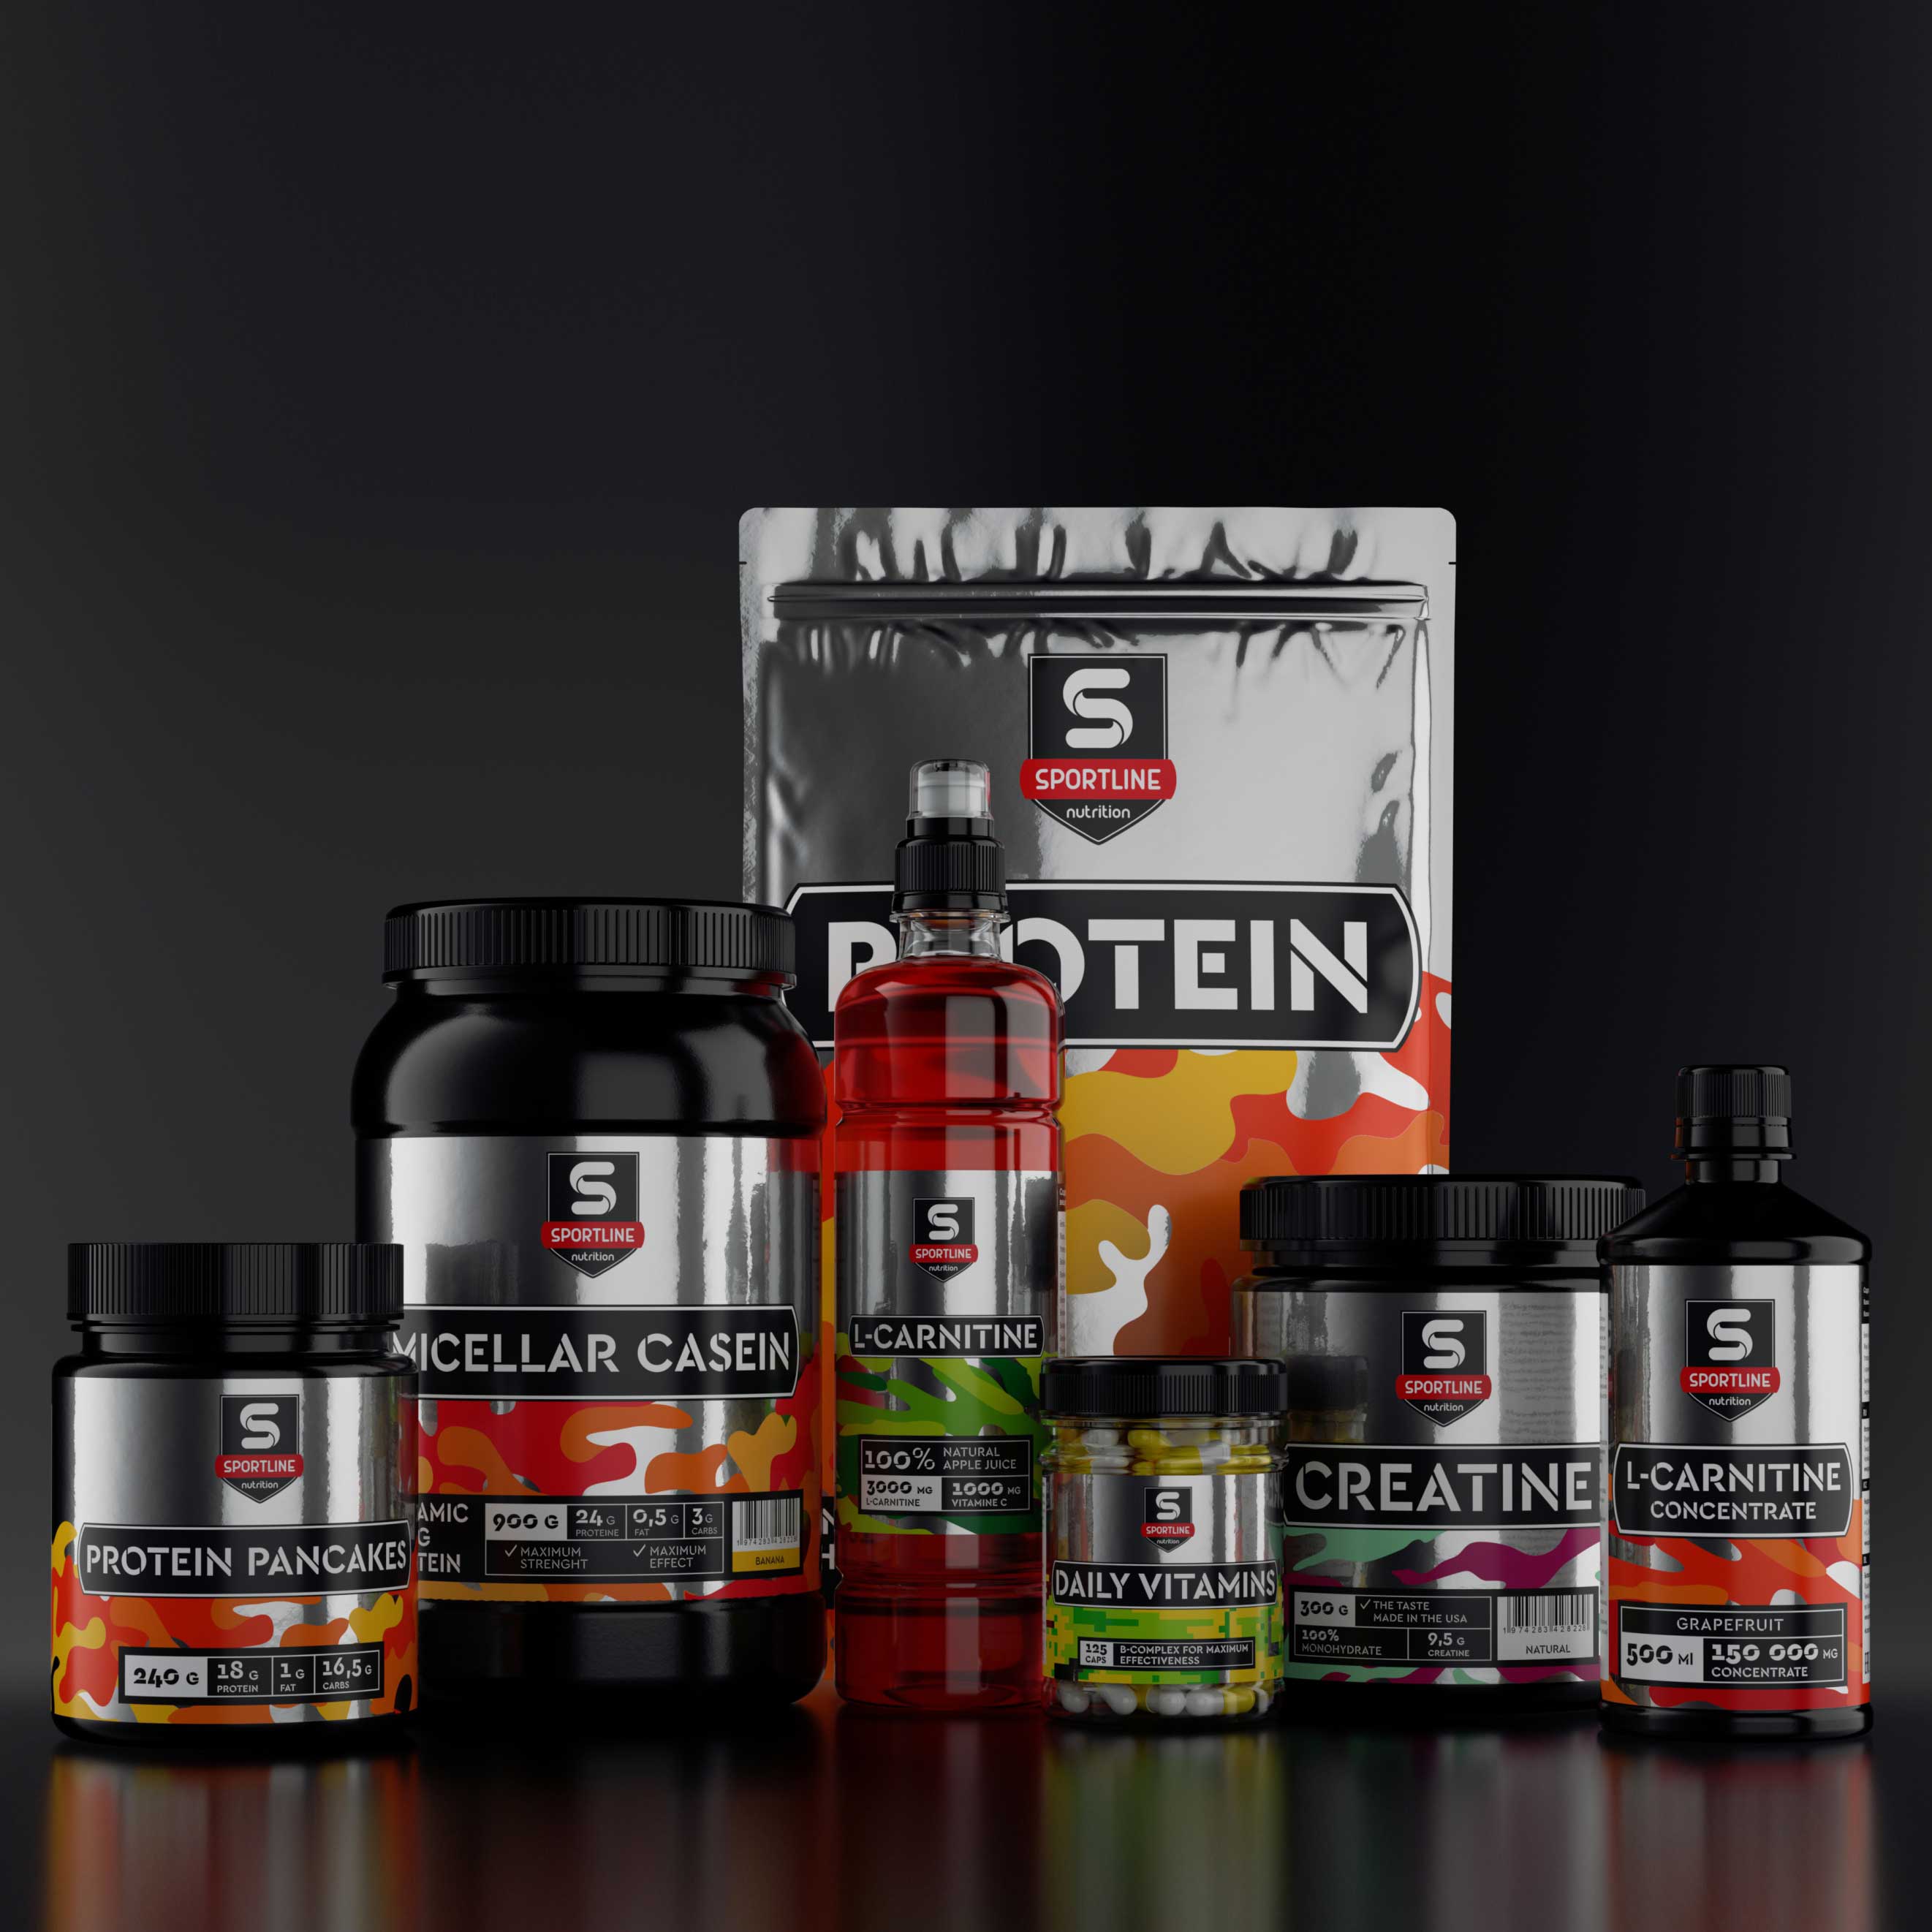 S
SPORTLINE
nutrition
PROTEIN
S
SPORTLINE
nutrition
PROTEIN PANCAKES
240 G
18 G
PROTEIN
1 G
FAT
16,5 G
CARBS
S
SPORTLINE
nutrition
MICELLAR CASEIN
900 G
24 G
PROTEINE
0,5 G
FAT
3 G
CARBS
✓ MAXIMUM
STRENGHT
✓ MAXIMUM
EFFECT
BANANA
S
SPORTLINE
nutrition
L-CARNITINE
100% NATURAL
APPLE JUICE
3000 MG
L-CARNITINE
1000 MG
VITAMINE C
S
SPORTLINE
nutrition
DAILY VITAMINS
125
CAPS
B-COMPLEX FOR MAXIMUM
EFFECTIVENESS
S
SPORTLINE
nutrition
CREATINE
300 G
✓ THE TASTE
MADE IN THE USA
100%
MONOHYDRATE
9,5 G
CREATINE
NATURAL
S
SPORTLINE
nutrition
L-CARNITINE
CONCENTRATE
GRAPEFRUIT
500 Ml
150 000 MG
CONCENTRATE